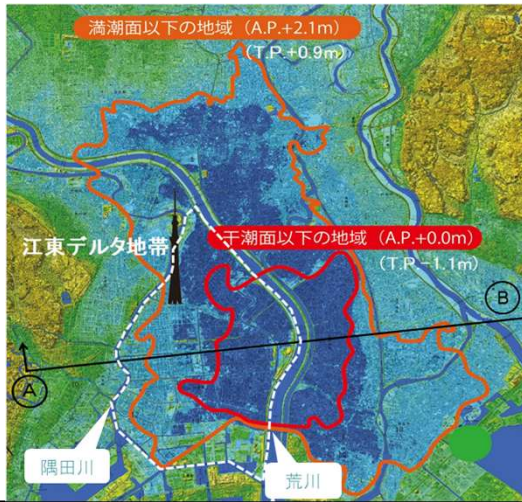 満潮面以下の地域（A.P.+2.1m）
（T.P.+0.9m）
干潮面以下の地域（A.P.+0.0m）
（T.P.-1.1m）
江東デルタ地帯
B
A
隅田川
荒川